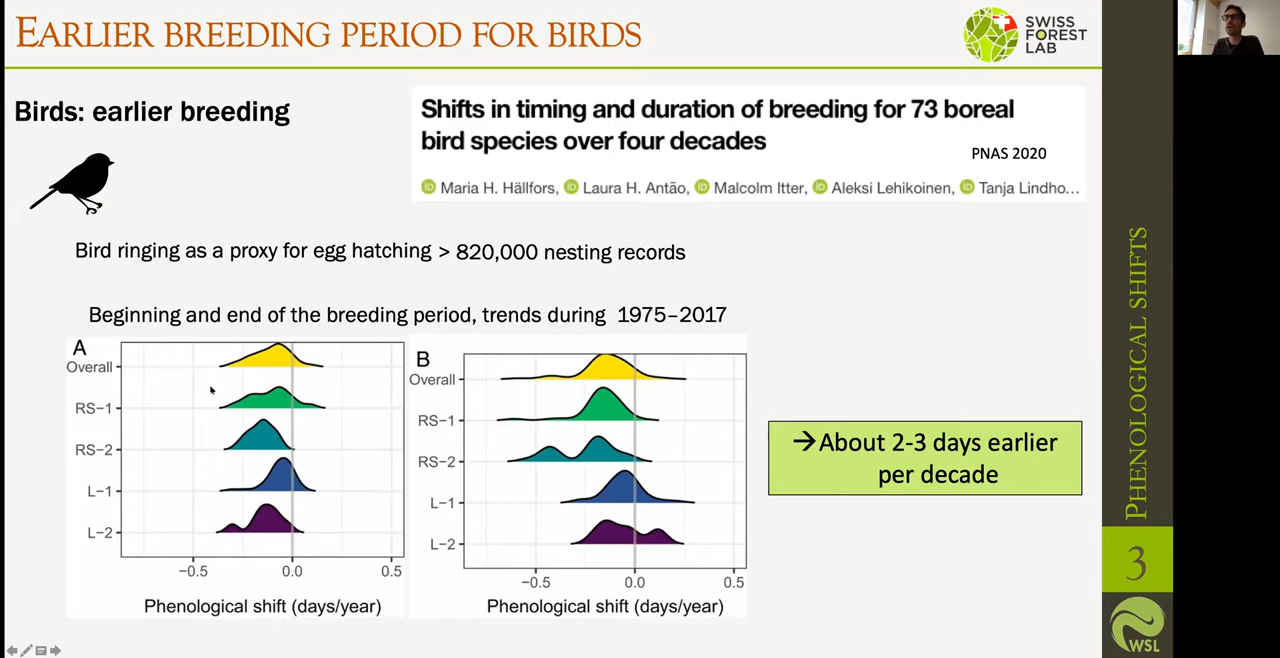 EARLIER BREEDING PERIOD FOR BIRDS
SWISS
FOREST
LAB
Birds: earlier breeding
Shifts in timing and duration of breeding for 73 boreal
bird species over four decades
PNAS 2020
iD Maria H. Hällfors, iD Laura H. Antão, iD Malcolm Itter, iD Aleksi Lehikoinen, iD Tanja Lindho...
Bird ringing as a proxy for egg hatching > 820,000 nesting records
Beginning and end of the breeding period, trends during 1975–2017
A
Overall
RS−1
RS−2
L−1
L−2
−0.5 0.0 0.5
Phenological shift (days/year)
B
Overall
RS−1
RS−2
L−1
L−2
−0.5 0.0 0.5
Phenological shift (days/year)
→About 2-3 days earlier
per decade
PHENOLOGICAL SHIFTS
3
WSL